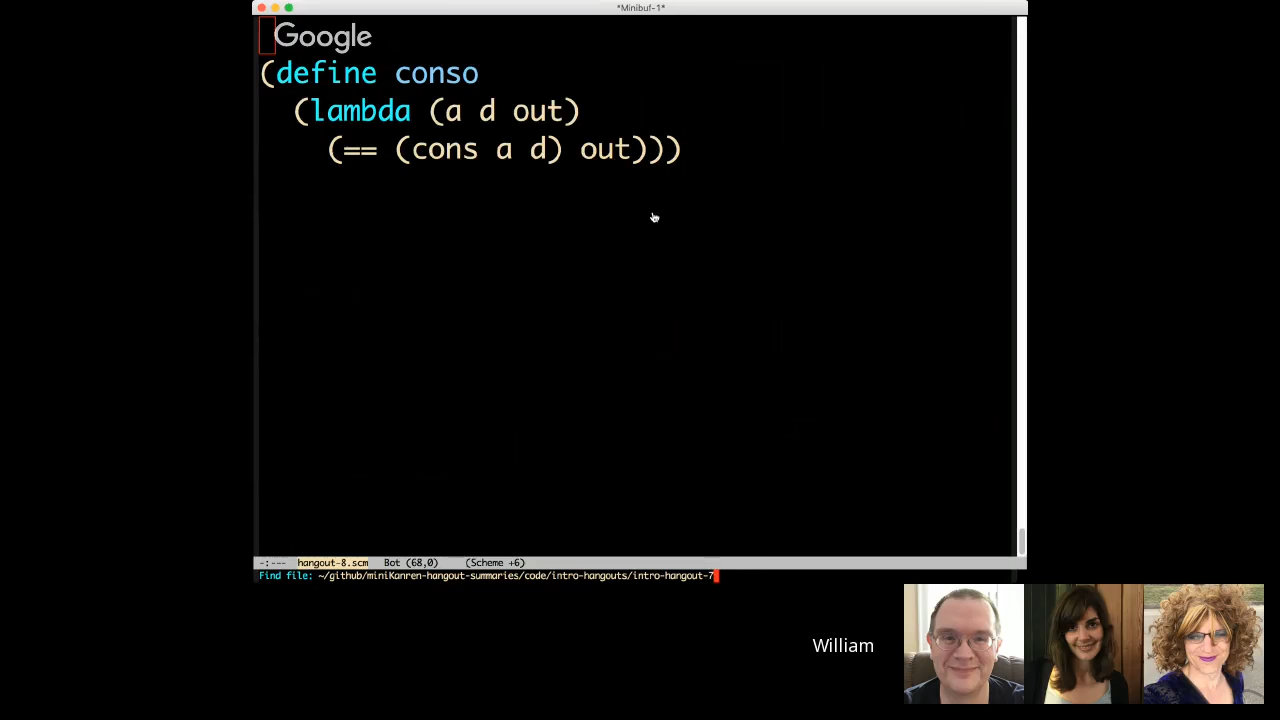 *Minibuf-1*
Google
(define conso
(lambda (a d out)
(== (cons a d) out)))
-:--- hangout-8.scm Bot (68,0) (Scheme +6)
Find file: ~/github/miniKanren-hangout-summaries/code/intro-hangouts/intro-hangout-7
William